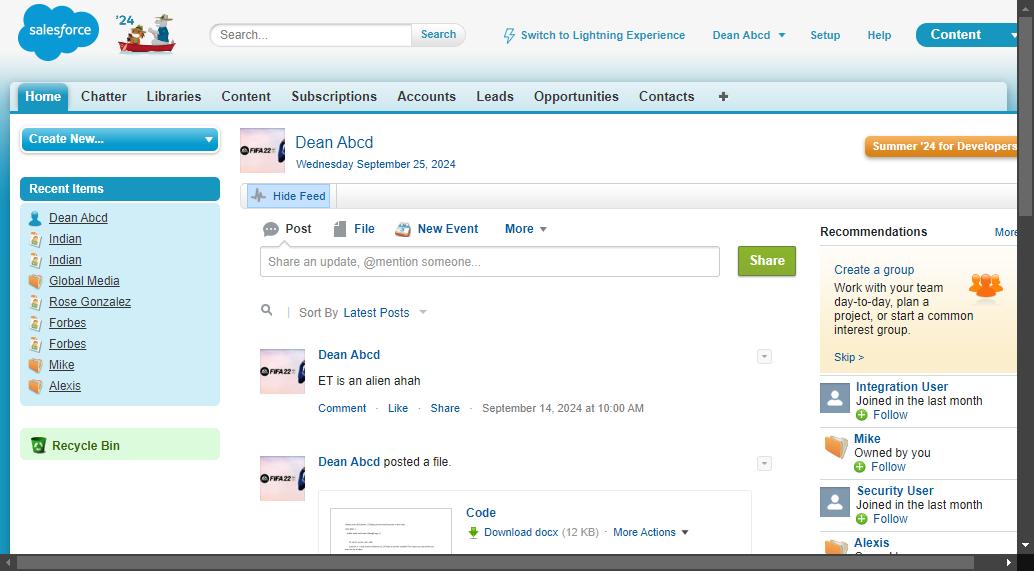 salesforce
'24
Search...
Search
Switch to Lightning Experience
Dean Abcd
Setup
Help
Content
Home
Chatter
Libraries
Content
Subscriptions
Accounts
Leads
Opportunities
Contacts
Create New...
Recent Items
Dean Abcd
Indian
Indian
Global Media
Rose Gonzalez
Forbes
Forbes
Mike
Alexis
Recycle Bin
FIFA 22
Dean Abcd
Wednesday September 25, 2024
Summer '24 for Developers
Hide Feed
Post
File
New Event
More
Share an update, @mention someone...
Share
Sort By Latest Posts
FIFA 22
Dean Abcd
ET is an alien ahah
Comment · Like · Share · September 14, 2024 at 10:00 AM
FIFA 22
Dean Abcd posted a file.
Code
Download docx (12 KB) · More Actions
Recommendations
More
Create a group
Work with your team
day-to-day, plan a
project, or start a common
interest group.
Skip >
Integration User
Joined in the last month
Follow
Mike
Owned by you
Follow
Security User
Joined in the last month
Follow
Alexis